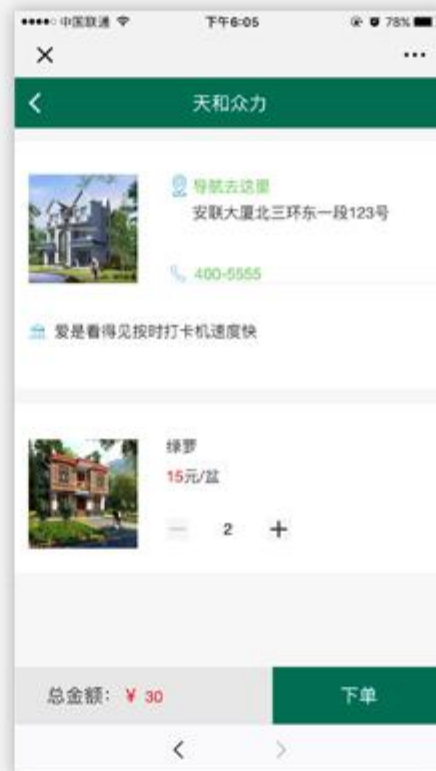 中国联通 下午6:05 78%
天和众力
导航去这里
安联大厦北三环东一段123号
400-5555
爱是看得见按时打卡机速度快
绿萝
15元/盆
2
总金额：￥ 30 下单